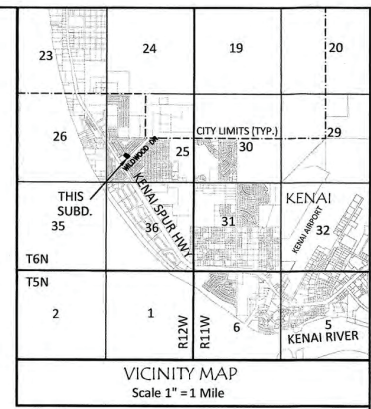 23
24
19
20
CITY LIMITS (TYP.)
29
26
WILDWOOD DR
25
30
THIS
SUBD.
KENAI SPUR HWY
KENAI
KENAI AIRPORT
35
36
31
32
T6N
T5N
2
1
R12W
R11W
6
5
KENAI RIVER
VICINITY MAP
Scale 1" = 1 Mile